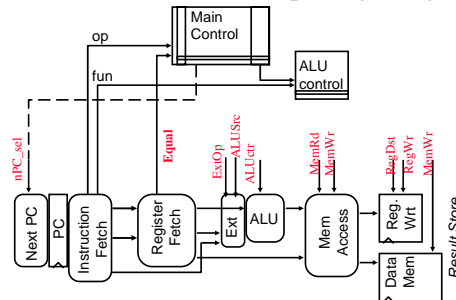 Main
Control
op
ALU
control
fun
nPC_sel
Equal
ExtOp
ALUSrc
ALUctr
MemRd
MemWr
RegDst
RegWr
MemWr
Next PC
PC
Instruction
Fetch
Register
Fetch
Ext
ALU
Mem
Access
Reg.
Wrt
Data
Mem
Result Store